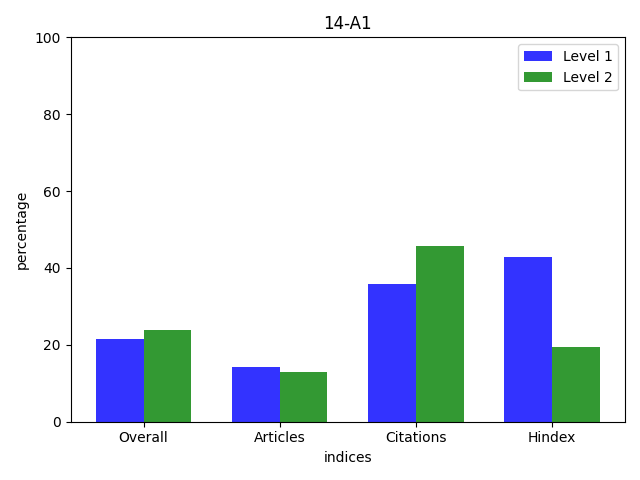 14-A1
100
80
60
40
20
0
percentage
Level 1
Level 2
Overall
Articles
Citations
Hindex
indices